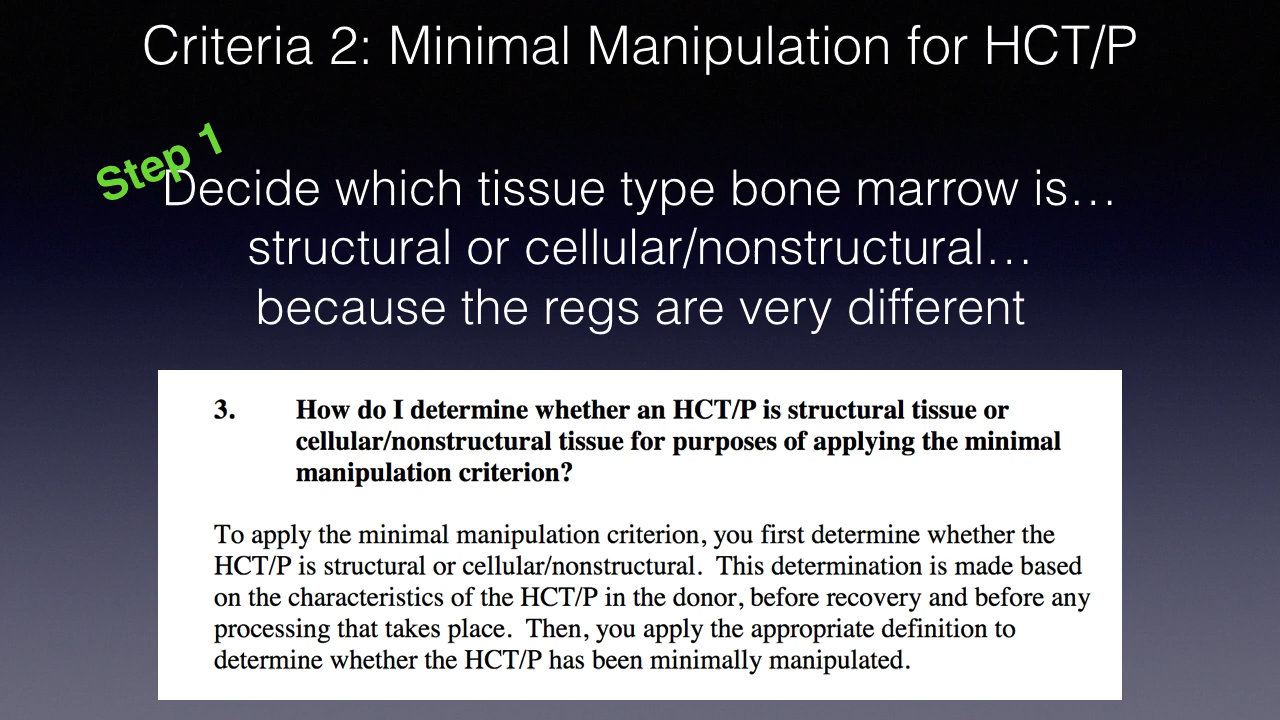 Criteria 2: Minimal Manipulation for HCT/P
Step 1
Decide which tissue type bone marrow is…
structural or cellular/nonstructural…
because the regs are very different
3. How do I determine whether an HCT/P is structural tissue or
cellular/nonstructural tissue for purposes of applying the minimal
manipulation criterion?
To apply the minimal manipulation criterion, you first determine whether the
HCT/P is structural or cellular/nonstructural. This determination is made based
on the characteristics of the HCT/P in the donor, before recovery and before any
processing that takes place. Then, you apply the appropriate definition to
determine whether the HCT/P has been minimally manipulated.